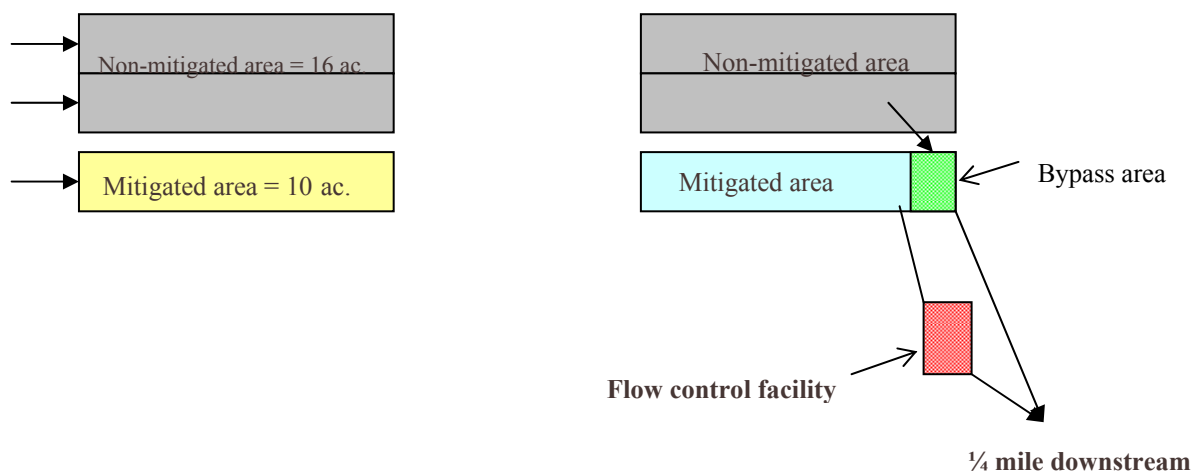 Non-mitigated area = 16 ac.
Mitigated area = 10 ac.
Non-mitigated area
Mitigated area
Bypass area
Flow control facility
¼ mile downstream